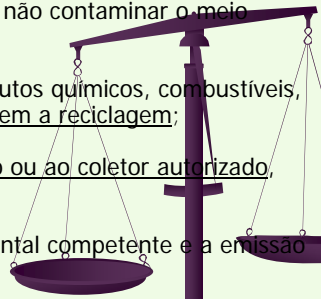 não contaminar o meio
utos químicos, combustíveis,
em a reciclagem;
o ou ao coletor autorizado,
ntal competente e a emissão